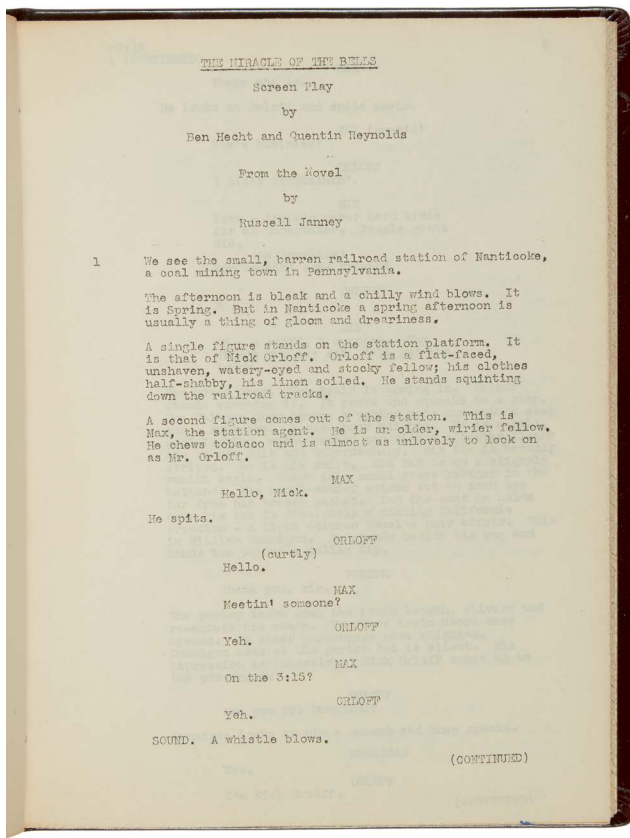 THE MIRACLE OF THE BELLS
Screen Play
by
Ben Hecht and Quentin Reynolds
From the Novel
by
Russell Janney
1 We see the small, barren railroad station of Nanticoke,
a coal mining town in Pennsylvania.
The afternoon is bleak and a chilly wind blows. It
is Spring. But in Nanticoke a spring afternoon is
usually a thing of gloom and dreariness.
A single figure stands on the station platform. It
is that of Nick Orloff. Orloff is a flat-faced,
unshaven, watery-eyed and stocky fellow; his clothes
half-shabby, his linen soiled. He stands squinting
down the railroad tracks.
A second figure comes out of the station. This is
Max, the station agent. He is an older, wirier fellow.
He chews tobacco and is almost as unlovely to look on
as Mr. Orloff.
MAX
Hello, Nick.
He spits.
ORLOFF
(curtly)
Hello.
MAX
Meetin' someone?
ORLOFF
Yeh.
MAX
On the 3:15?
ORLOFF
Yeh.
SOUND. A whistle blows.
(CONTINUED)